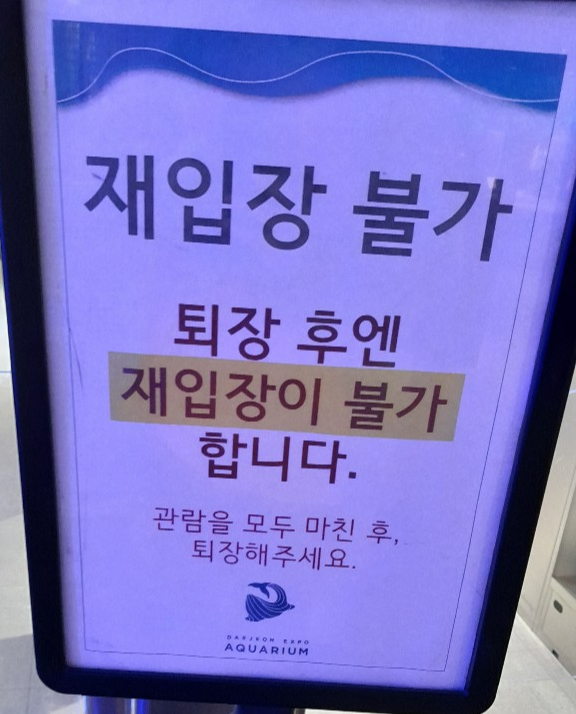 재입장 불가
퇴장 후엔
재입장이 불가
합니다.
관람을 모두 마친 후,
퇴장해주세요.
DAEJEON EXPO
AQUARIUM